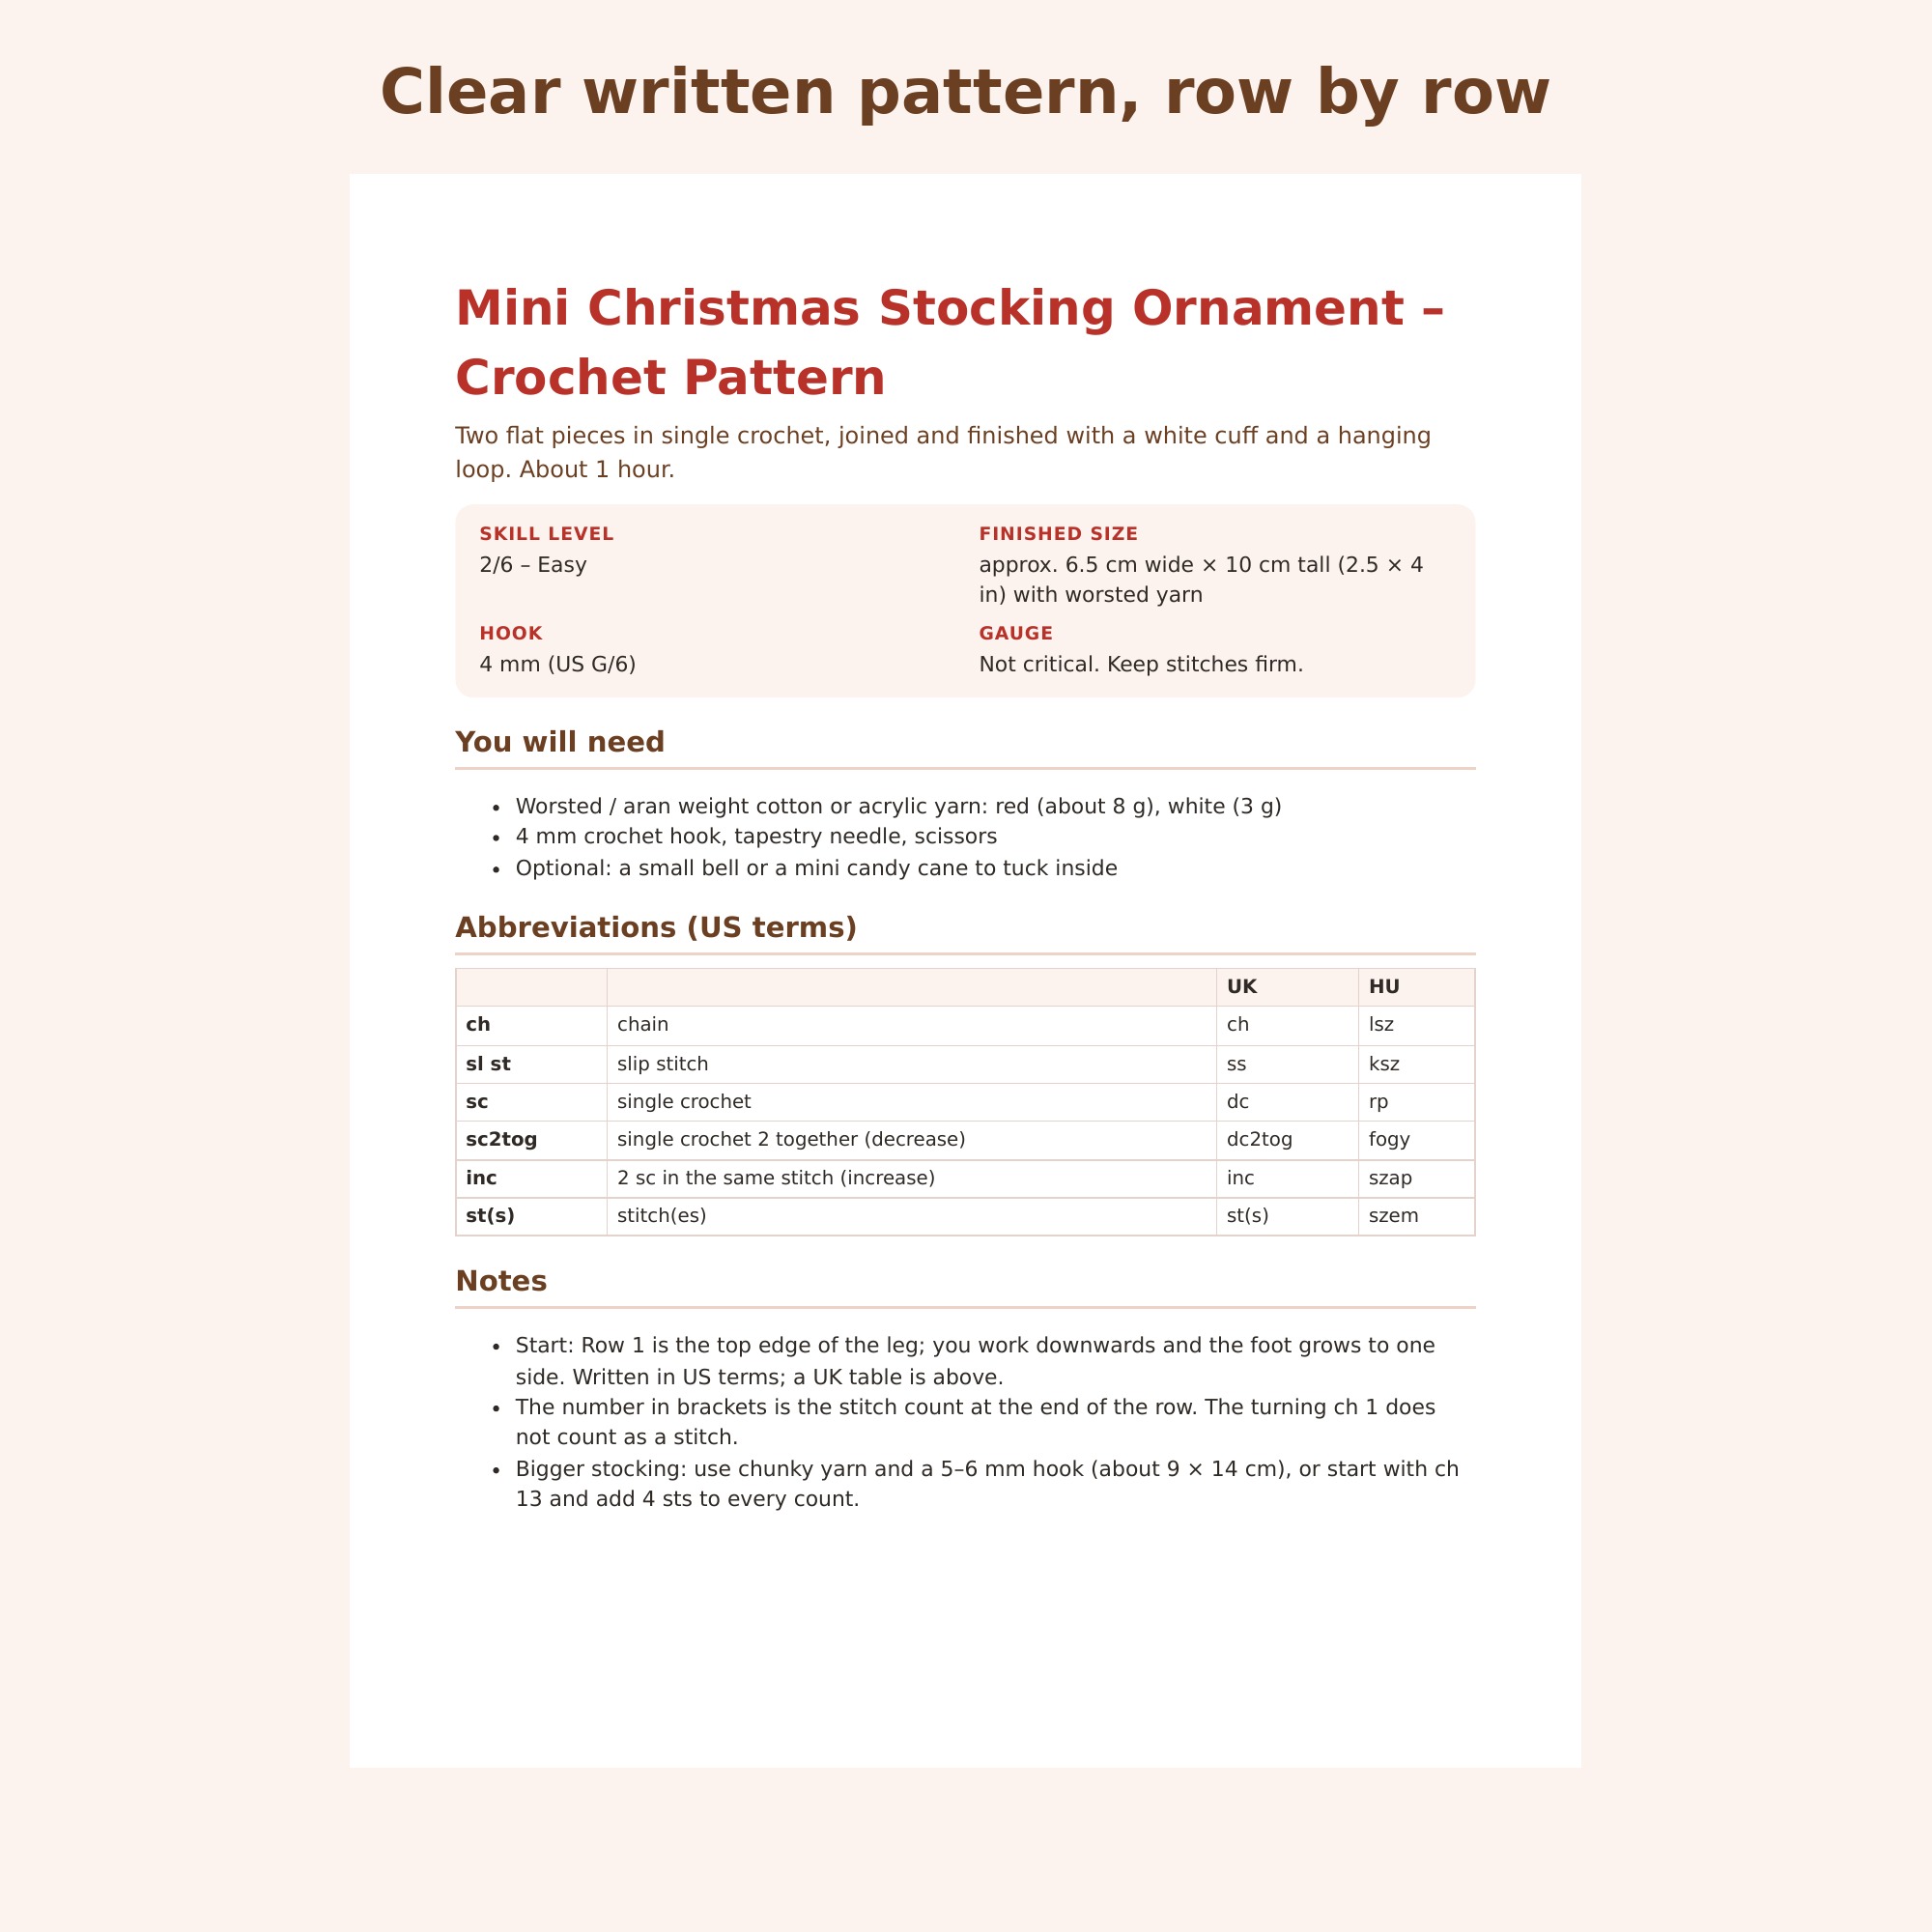 Clear written pattern, row by row
Mini Christmas Stocking Ornament –
Crochet Pattern
Two flat pieces in single crochet, joined and finished with a white cuff and a hanging
loop. About 1 hour.
SKILL LEVEL
2/6 – Easy
FINISHED SIZE
approx. 6.5 cm wide × 10 cm tall (2.5 × 4
in) with worsted yarn
HOOK
4 mm (US G/6)
GAUGE
Not critical. Keep stitches firm.
You will need
• Worsted / aran weight cotton or acrylic yarn: red (about 8 g), white (3 g)
• 4 mm crochet hook, tapestry needle, scissors
• Optional: a small bell or a mini candy cane to tuck inside
Abbreviations (US terms)
UK HU
ch chain ch lsz
sl st slip stitch ss ksz
sc single crochet dc rp
sc2tog single crochet 2 together (decrease) dc2tog fogy
inc 2 sc in the same stitch (increase) inc szap
st(s) stitch(es) st(s) szem
Notes
• Start: Row 1 is the top edge of the leg; you work downwards and the foot grows to one
side. Written in US terms; a UK table is above.
• The number in brackets is the stitch count at the end of the row. The turning ch 1 does
not count as a stitch.
• Bigger stocking: use chunky yarn and a 5–6 mm hook (about 9 × 14 cm), or start with ch
13 and add 4 sts to every count.